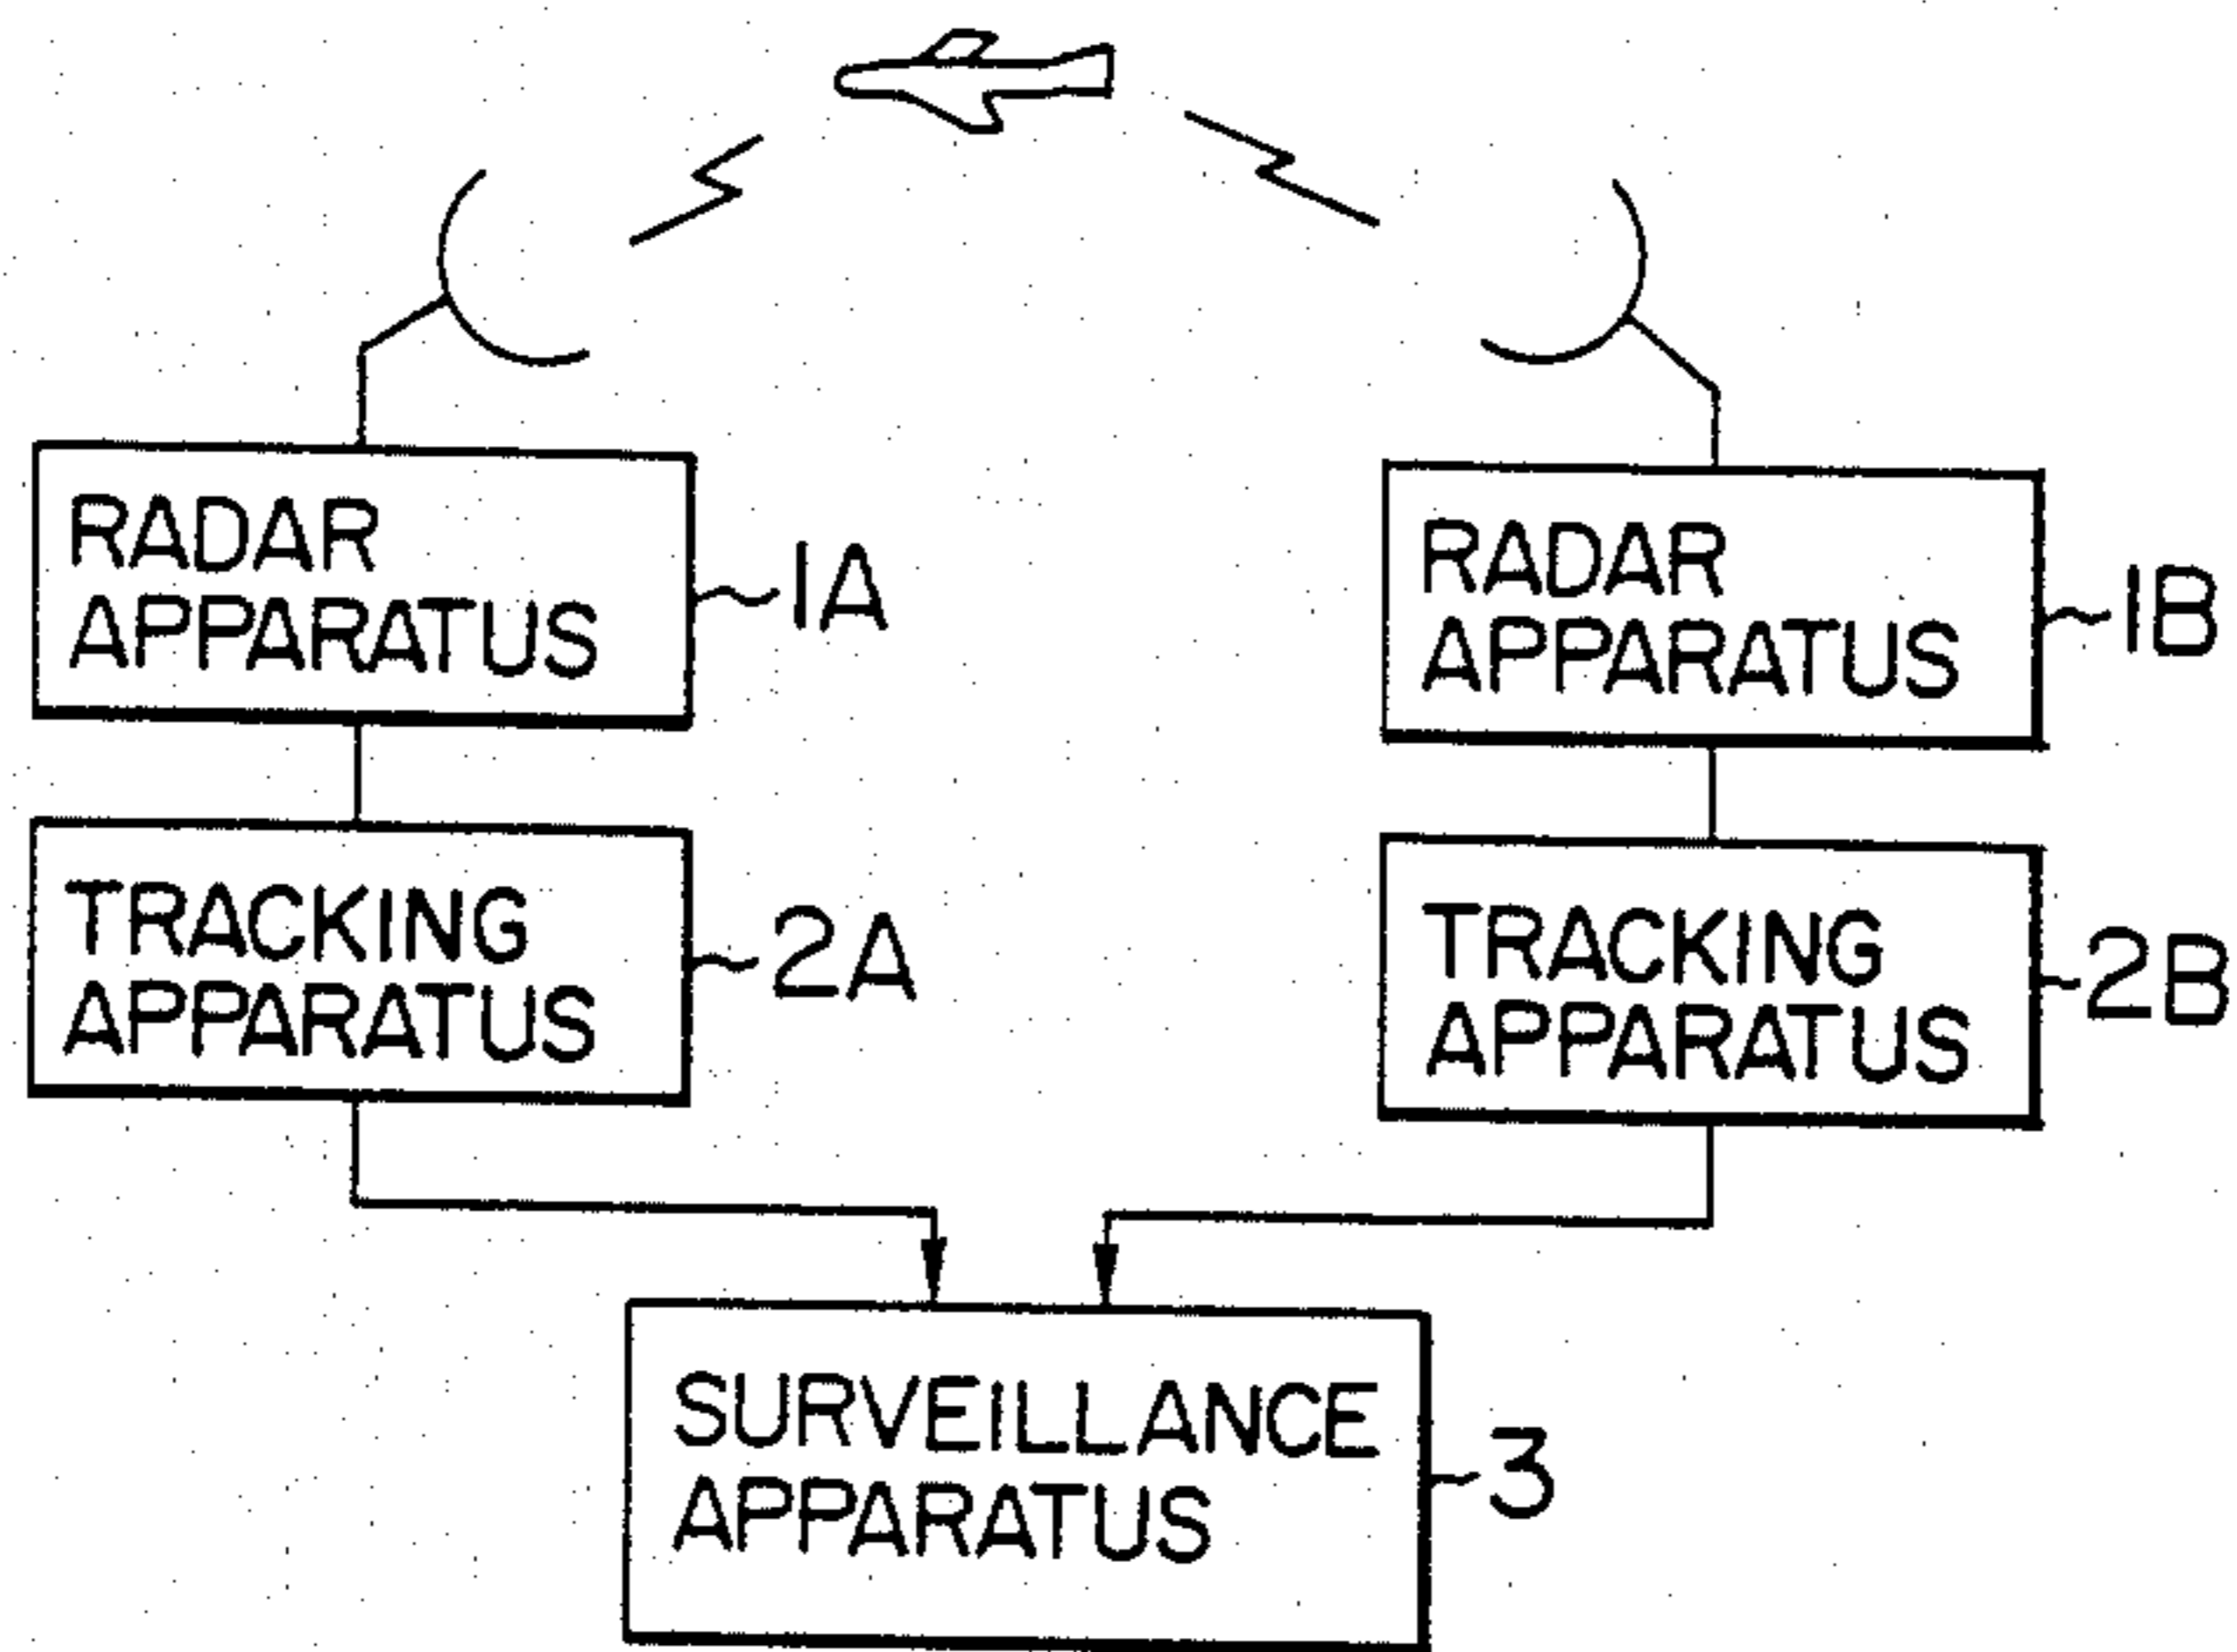 RADAR
APPARATUS
1A
RADAR
APPARATUS
1B
TRACKING
APPARATUS
2A
TRACKING
APPARATUS
2B
SURVEILLANCE
APPARATUS
3